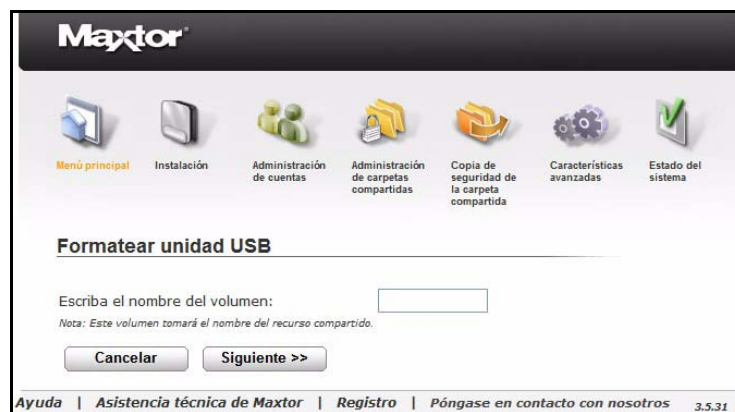 Maxtor
Menú principal
Instalación
Administración
de cuentas
Administración
de carpetas
compartidas
Copia de
seguridad de
la carpeta
compartida
Características
avanzadas
Estado del
sistema
Formatear unidad USB
Escriba el nombre del volumen:
Nota: Este volumen tomará el nombre del recurso compartido.
Cancelar
Siguiente >>
Ayuda | Asistencia técnica de Maxtor | Registro | Póngase en contacto con nosotros 3.5.31